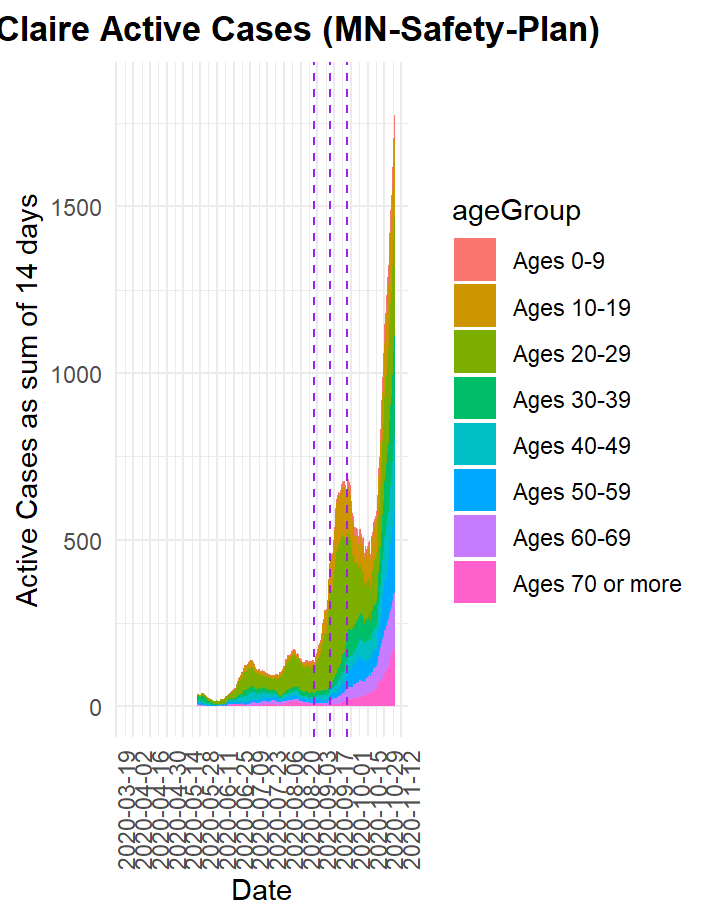 Claire Active Cases (MN-Safety-Plan)
Active Cases as sum of 14 days
1500
1000
500
0
2020-03-19
2020-04-02
2020-04-16
2020-04-30
2020-05-14
2020-05-28
2020-06-11
2020-06-25
2020-07-09
2020-07-23
2020-08-06
2020-08-20
2020-09-03
2020-09-17
2020-10-01
2020-10-15
2020-10-29
2020-11-12
Date
ageGroup
Ages 0-9
Ages 10-19
Ages 20-29
Ages 30-39
Ages 40-49
Ages 50-59
Ages 60-69
Ages 70 or more